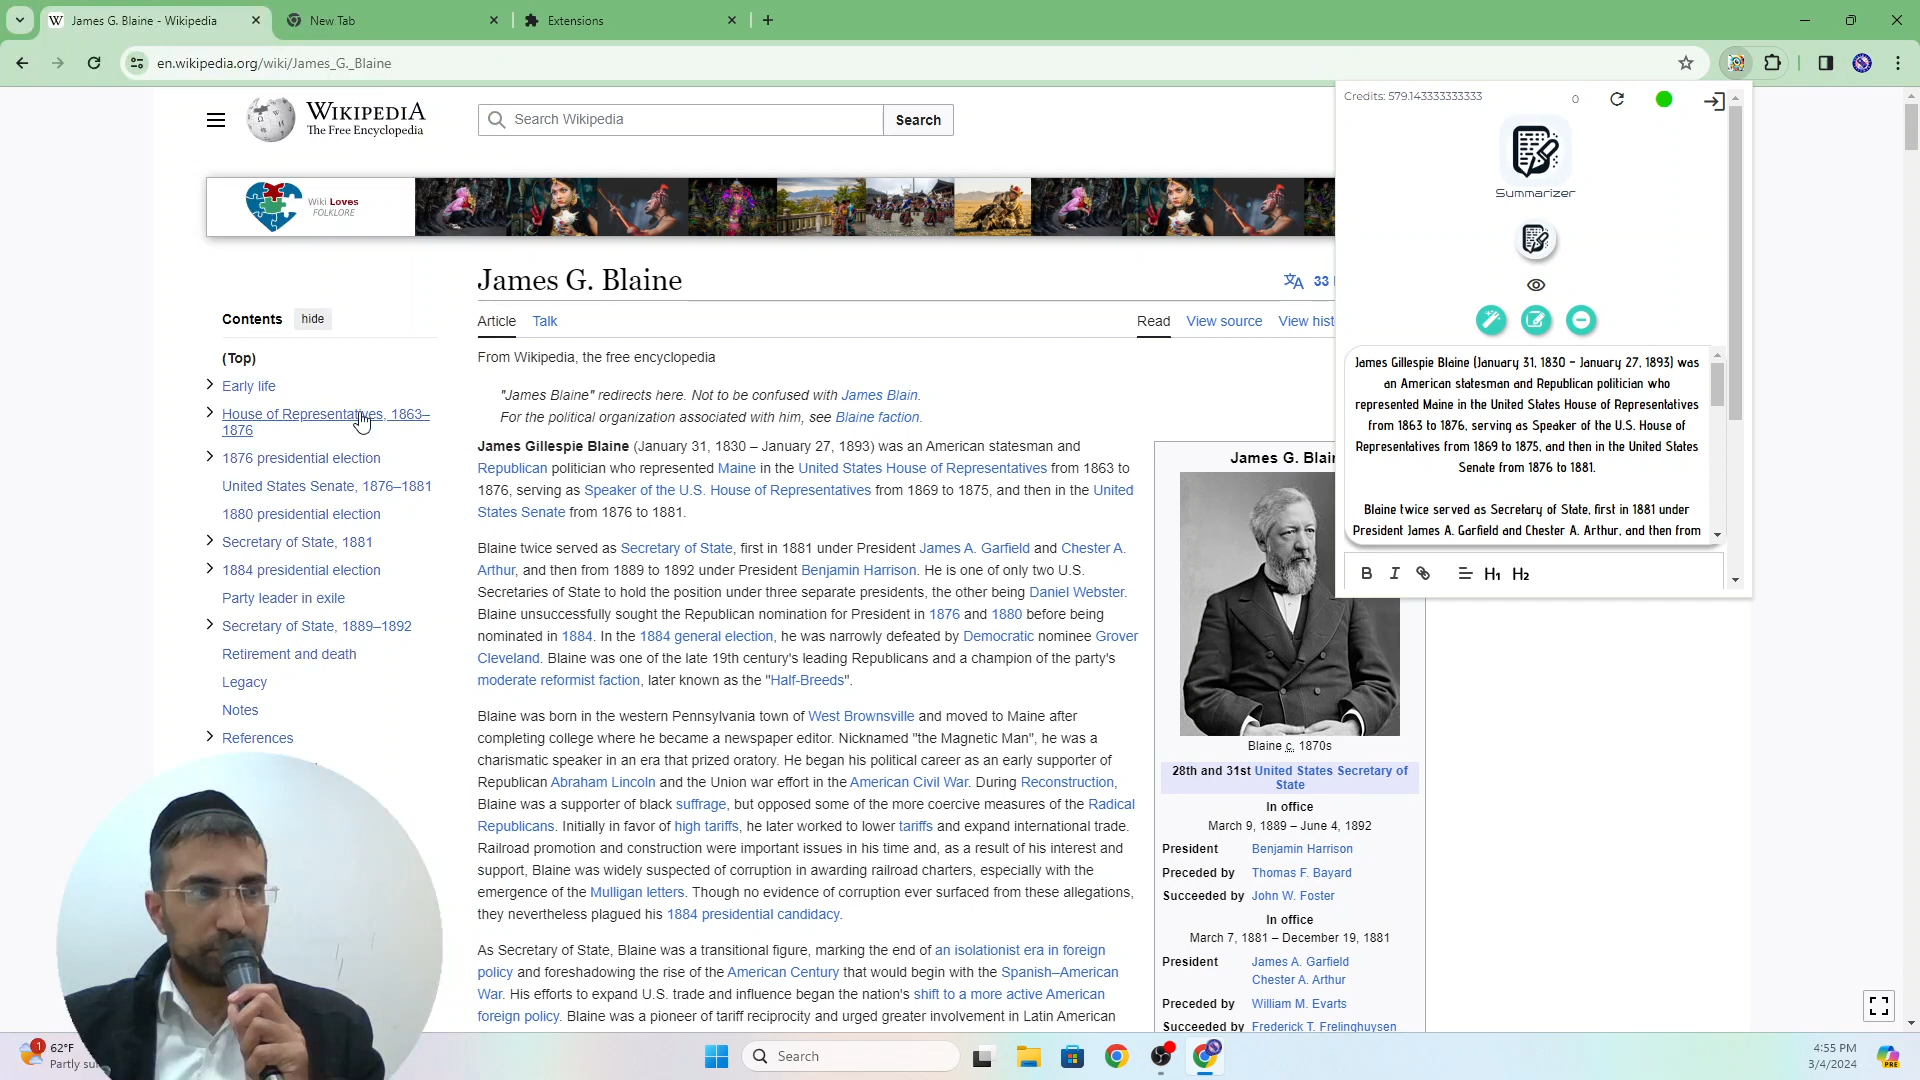 James G. Blaine - Wikipedia
New Tab
Extensions
en.wikipedia.org/wiki/James_G._Blaine
WIKIPEDIA
The Free Encyclopedia
Search Wikipedia
Search
Wiki Loves
FOLKLORE
James G. Blaine
33
Article
Talk
Read
View source
View hist
From Wikipedia, the free encyclopedia
"James Blaine" redirects here. Not to be confused with James Blain.
For the political organization associated with him, see Blaine faction.
Contents
hide
(Top)
Early life
House of Representatives, 1863–
1876
1876 presidential election
United States Senate, 1876–1881
1880 presidential election
Secretary of State, 1881
1884 presidential election
Party leader in exile
Secretary of State, 1889–1892
Retirement and death
Legacy
Notes
References
James Gillespie Blaine (January 31, 1830 – January 27, 1893) was an American statesman and
Republican politician who represented Maine in the United States House of Representatives from 1863 to
1876, serving as Speaker of the U.S. House of Representatives from 1869 to 1875, and then in the United
States Senate from 1876 to 1881.
Blaine twice served as Secretary of State, first in 1881 under President James A. Garfield and Chester A.
Arthur, and then from 1889 to 1892 under President Benjamin Harrison. He is one of only two U.S.
Secretaries of State to hold the position under three separate presidents, the other being Daniel Webster.
Blaine unsuccessfully sought the Republican nomination for President in 1876 and 1880 before being
nominated in 1884. In the 1884 general election, he was narrowly defeated by Democratic nominee Grover
Cleveland. Blaine was one of the late 19th century's leading Republicans and a champion of the party's
moderate reformist faction, later known as the "Half-Breeds".
Blaine was born in the western Pennsylvania town of West Brownsville and moved to Maine after
completing college where he became a newspaper editor. Nicknamed "the Magnetic Man", he was a
charismatic speaker in an era that prized oratory. He began his political career as an early supporter of
Republican Abraham Lincoln and the Union war effort in the American Civil War. During Reconstruction,
Blaine was a supporter of black suffrage, but opposed some of the more coercive measures of the Radical
Republicans. Initially in favor of high tariffs, he later worked to lower tariffs and expand international trade.
Railroad promotion and construction were important issues in his time and, as a result of his interest and
support, Blaine was widely suspected of corruption in awarding railroad charters, especially with the
emergence of the Mulligan letters. Though no evidence of corruption ever surfaced from these allegations,
they nevertheless plagued his 1884 presidential candidacy.
As Secretary of State, Blaine was a transitional figure, marking the end of an isolationist era in foreign
policy and foreshadowing the rise of the American Century that would begin with the Spanish–American
War. His efforts to expand U.S. trade and influence began the nation's shift to a more active American
foreign policy. Blaine was a pioneer of tariff reciprocity and urged greater involvement in Latin American
James G. Blair
Blaine c. 1870s
28th and 31st United States Secretary of
State
In office
March 9, 1889 – June 4, 1892
President Benjamin Harrison
Preceded by Thomas F. Bayard
Succeeded by John W. Foster
In office
March 7, 1881 – December 19, 1881
President James A. Garfield
Chester A. Arthur
Preceded by William M. Evarts
Succeeded by Frederick T. Frelinghuysen
Credits: 579.143333333333
0
Summarizer
James Gillespie Blaine (January 31, 1830 – January 27, 1893) was
an American statesman and Republican politician who
represented Maine in the United States House of Representatives
from 1863 to 1876, serving as Speaker of the U.S. House of
Representatives from 1869 to 1875, and then in the United States
Senate from 1876 to 1881.
Blaine twice served as Secretary of State, first in 1881 under
President James A. Garfield and Chester A. Arthur, and then from
B I H1 H2
1
62°F
Partly su
Search
4:55 PM
3/4/2024